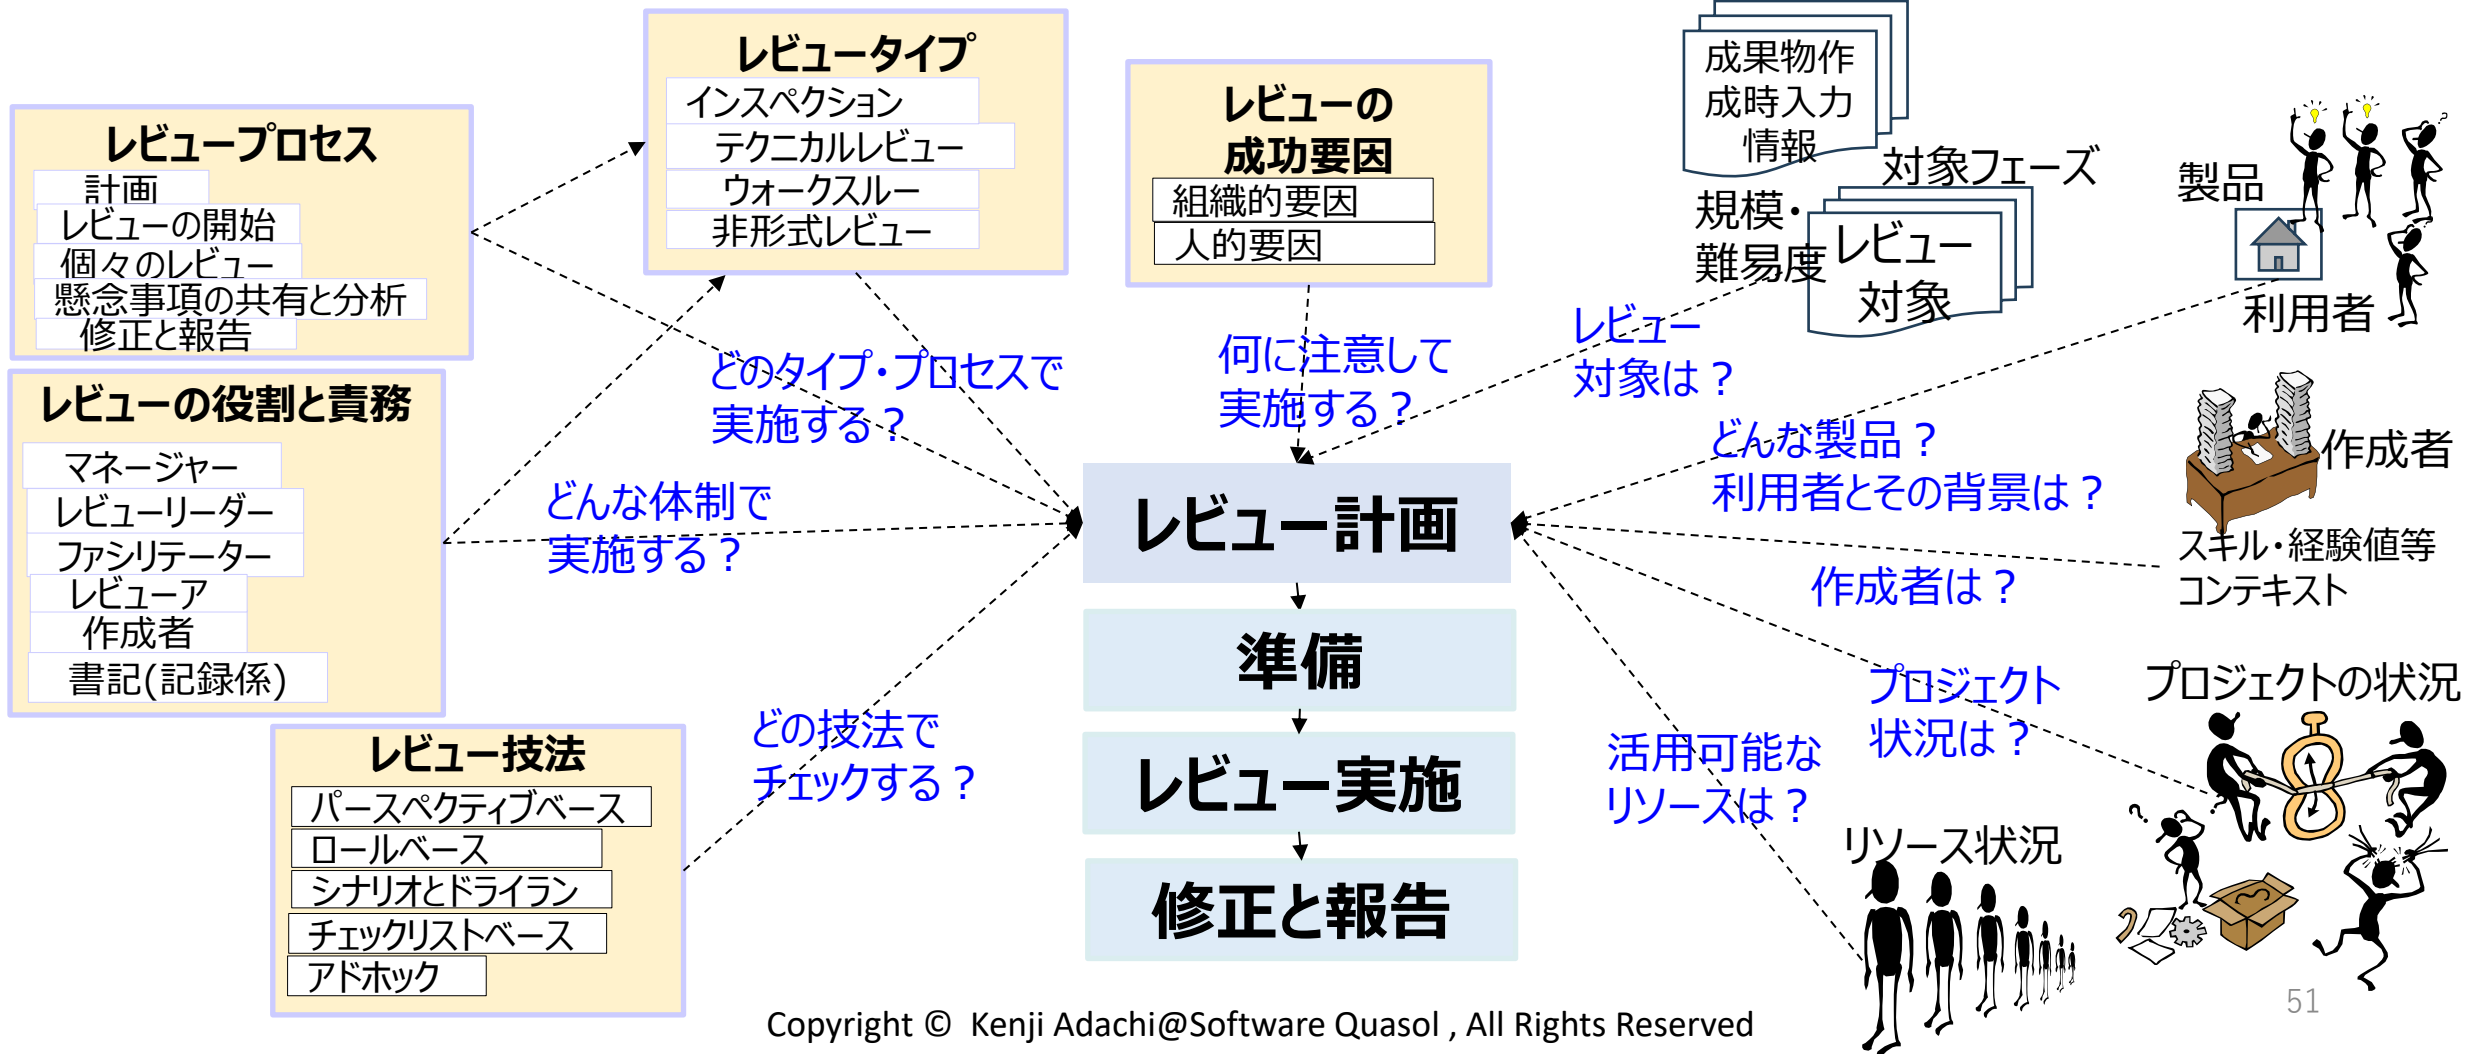 レビュープロセス
計画
レビューの開始
個々のレビュー
懸念事項の共有と分析
修正と報告
レビューの役割と責務
マネージャー
レビューリーダー
ファシリテーター
レビューア
作成者
書記(記録係)
レビュー技法
パースペクティブベース
ロールベース
シナリオとドライラン
チェックリストベース
アドホック
レビュータイプ
インスペクション
テクニカルレビュー
ウォークスルー
非形式レビュー
レビューの
成功要因
組織的要因
人的要因
どのタイプ・プロセスで
実施する？
どんな体制で
実施する？
どの技法で
チェックする？
何に注意して
実施する？
レビュー
対象は？
どんな製品？
利用者とその背景は？
作成者は？
プロジェクト
状況は？
活用可能な
リソースは？
レビュー計画
準備
レビュー実施
修正と報告
成果物作
成時入力
情報
対象フェーズ
規模・
難易度
レビュー
対象
製品
利用者
作成者
スキル・経験値等
コンテキスト
プロジェクトの状況
リソース状況
Copyright © Kenji Adachi@Software Quasol , All Rights Reserved
51